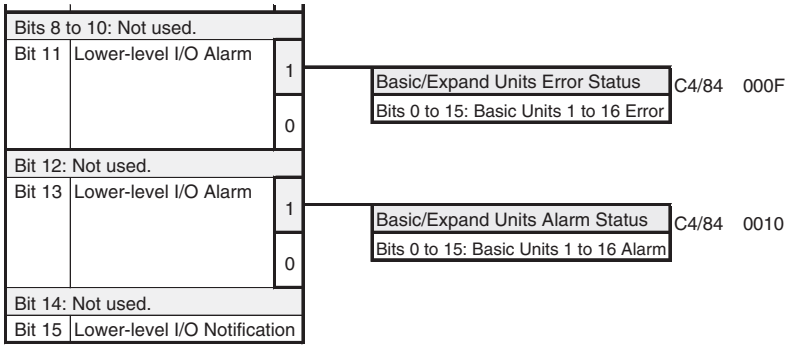 Bits 8 to 10: Not used.
Bit 11 Lower-level I/O Alarm
1
Basic/Expand Units Error Status C4/84 000F
Bits 0 to 15: Basic Units 1 to 16 Error
0
Bit 12: Not used.
Bit 13 Lower-level I/O Alarm
1
Basic/Expand Units Alarm Status C4/84 0010
Bits 0 to 15: Basic Units 1 to 16 Alarm
0
Bit 14: Not used.
Bit 15 Lower-level I/O Notification